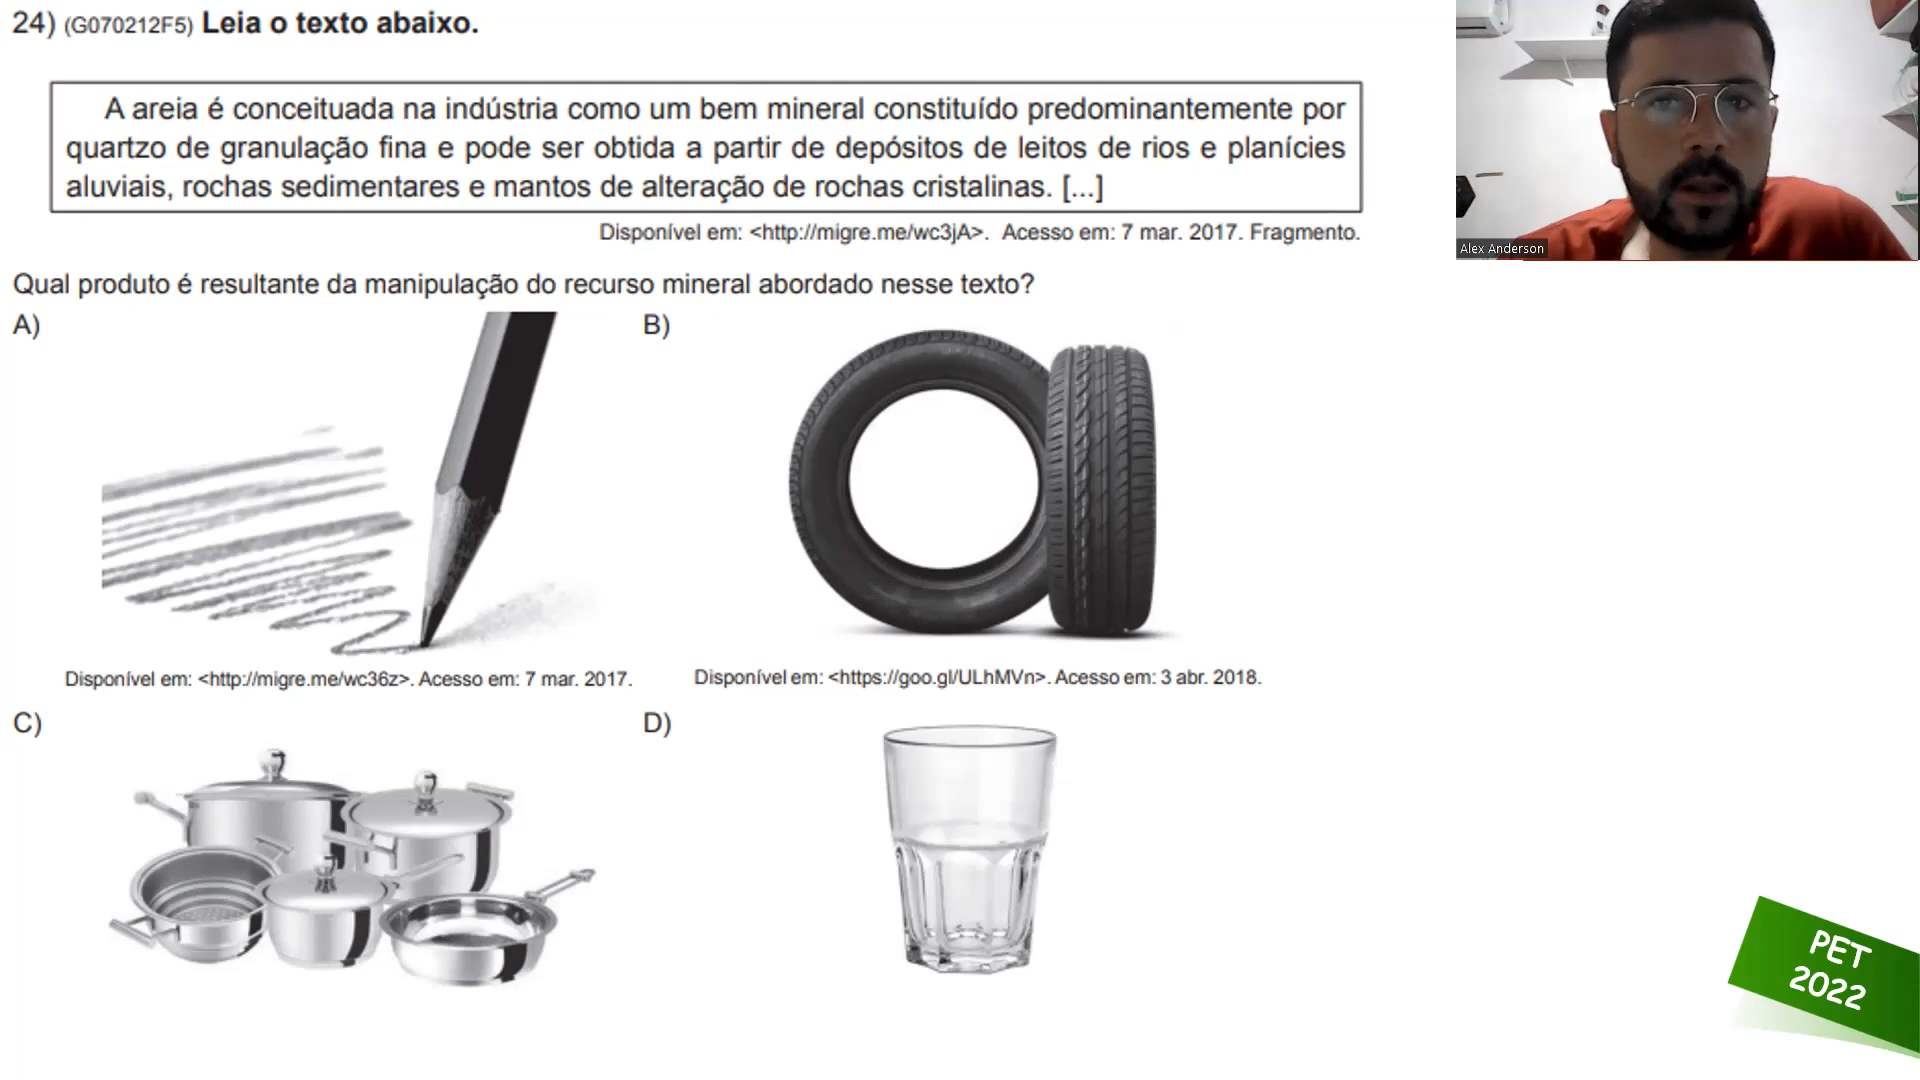 24) (G070212F5) Leia o texto abaixo.
A areia é conceituada na indústria como um bem mineral constituído predominantemente por
quartzo de granulação fina e pode ser obtida a partir de depósitos de leitos de rios e planícies
aluviais, rochas sedimentares e mantos de alteração de rochas cristalinas. [...]
Disponível em: <http://migre.me/wc3jA>. Acesso em: 7 mar. 2017. Fragmento.
Alex Anderson
Qual produto é resultante da manipulação do recurso mineral abordado nesse texto?
A)
B)
Disponível em: <http://migre.me/wc36z>. Acesso em: 7 mar. 2017.
Disponível em: <https://goo.gl/ULhMVn>. Acesso em: 3 abr. 2018.
C)
D)
PET
2022